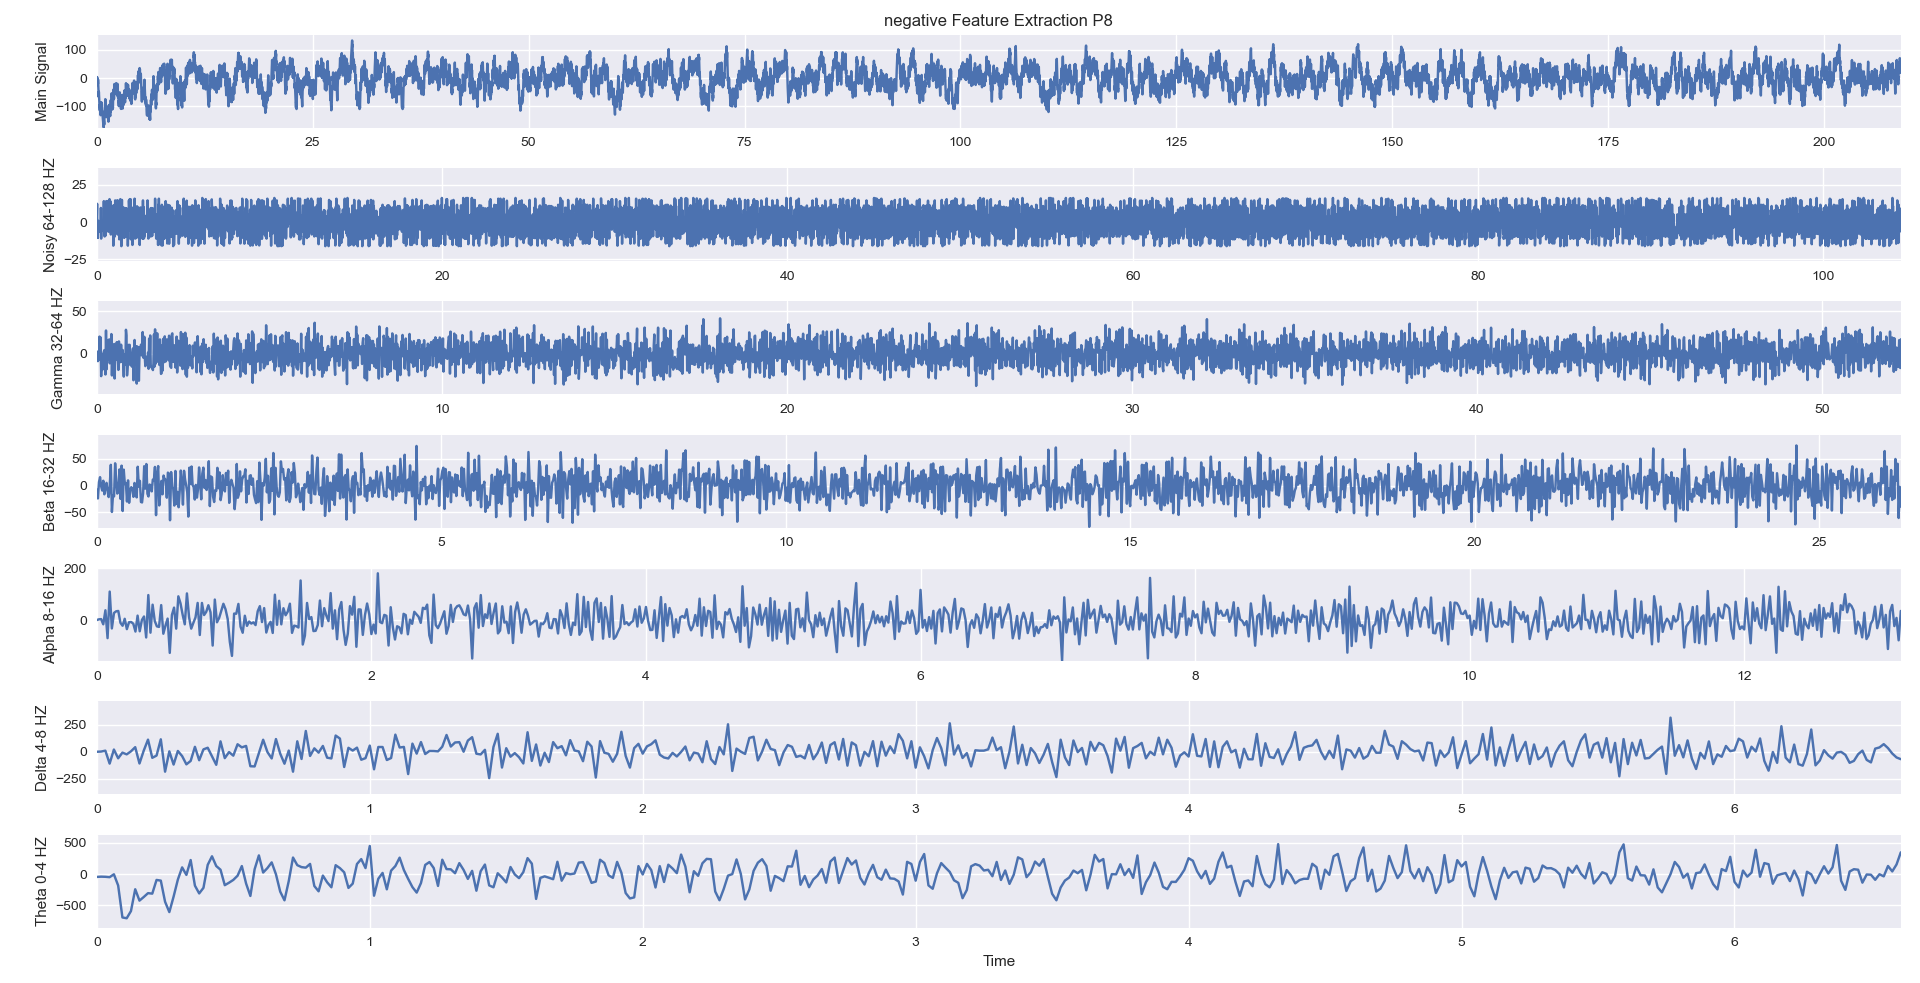 negative Feature Extraction P8
Main Signal
100
0
−100
0 25 50 75 100 125 150 175 200
Noisy 64-128 HZ
25
0
−25
0 20 40 60 80 100
Gamma 32-64 HZ
50
0
0 10 20 30 40 50
Beta 16-32 HZ
50
0
−50
0 5 10 15 20 25
Alpha 8-16 HZ
200
0
0 2 4 6 8 10 12
Delta 4-8 HZ
250
0
−250
0 1 2 3 4 5 6
Theta 0-4 HZ
500
0
−500
0 1 2 3 4 5 6
Time